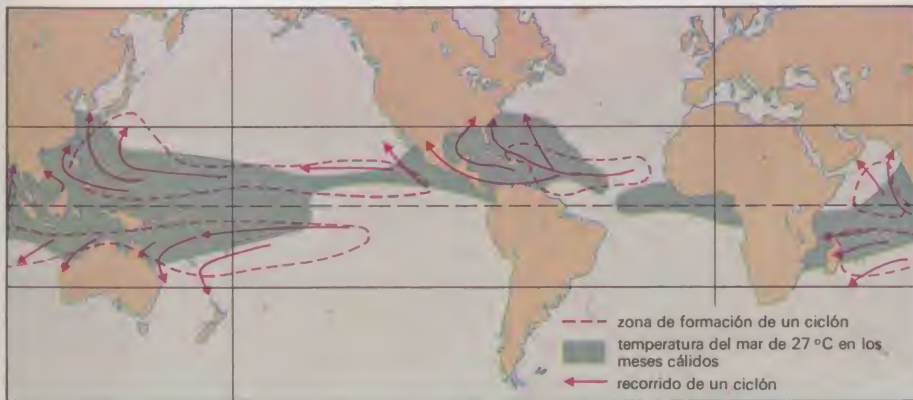 zona de formación de un ciclón
temperatura del mar de 27 °C en los
meses cálidos
recorrido de un ciclón